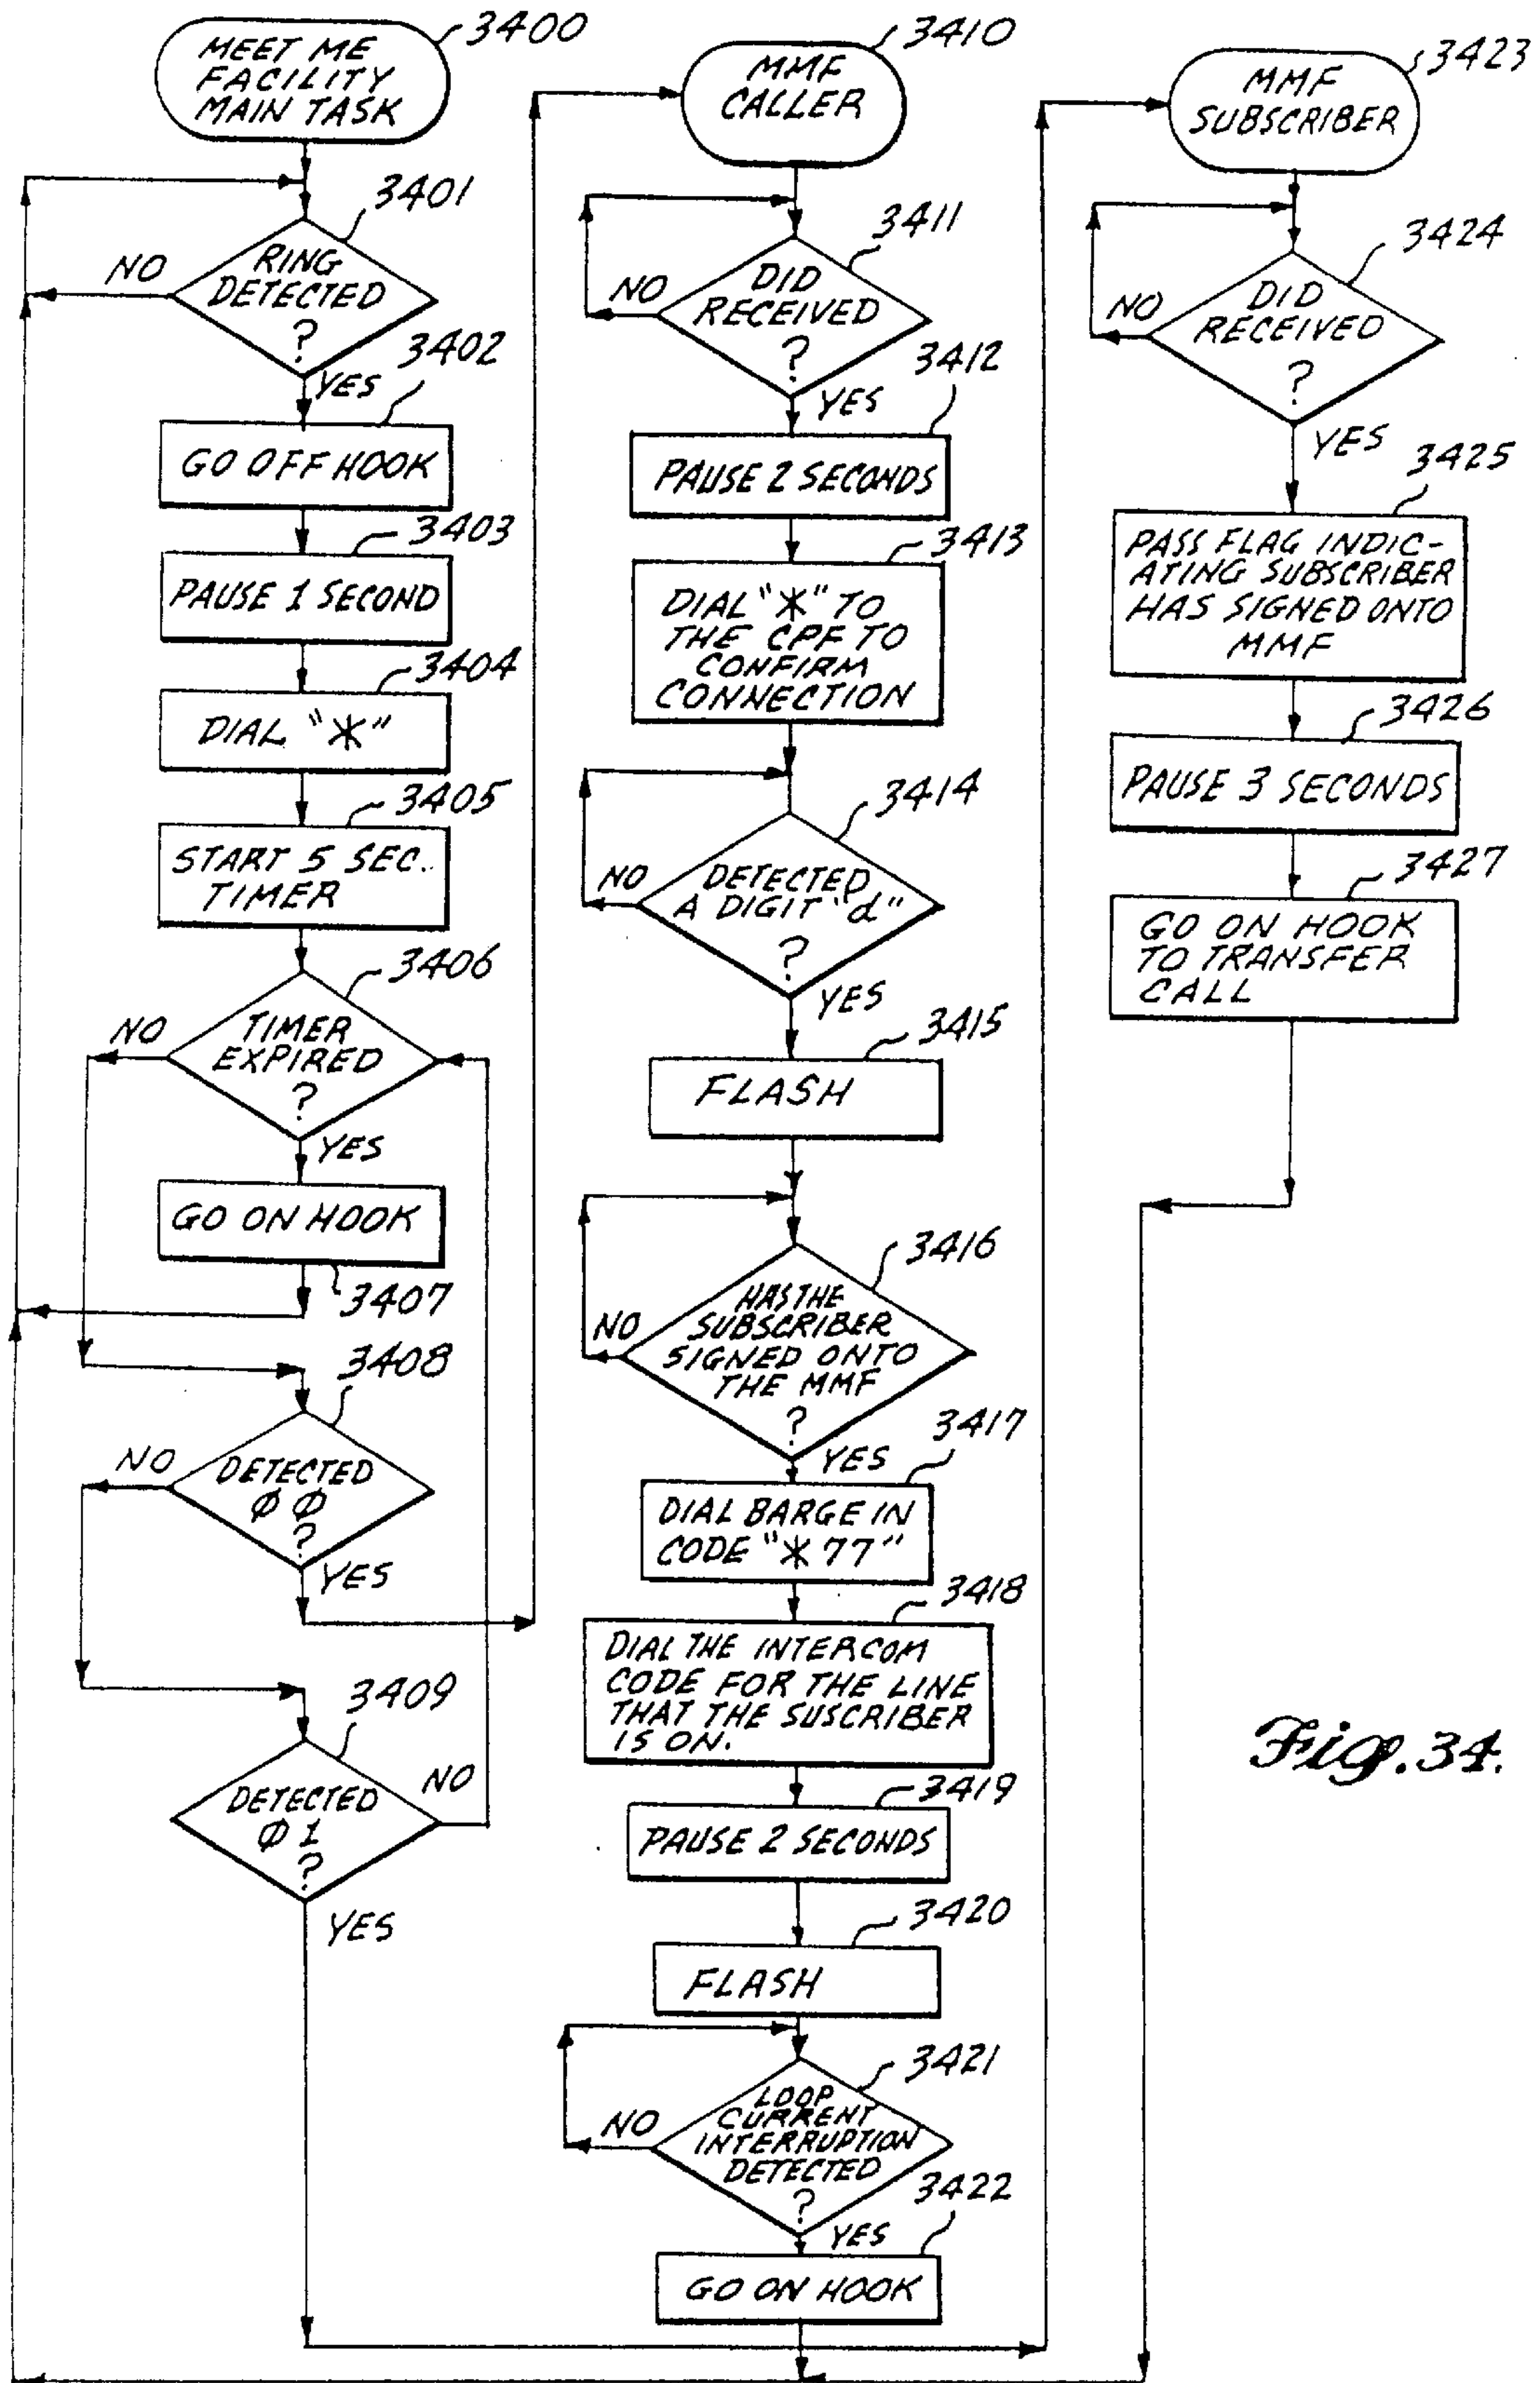 3400
MEET ME
FACILITY
MAIN TASK
3401
RING
DETECTED
?
NO
YES
3402
GO OFF HOOK
3403
PAUSE 1 SECOND
3404
DIAL "*"
3405
START 5 SEC.
TIMER
3406
TIMER
EXPIRED
?
NO
YES
GO ON HOOK
3407
3408
DETECTED
ØØ
?
NO
YES
3409
DETECTED
Ø1
?
NO
YES
3410
MMF
CALLER
3411
DID
RECEIVED
?
NO
YES
3412
PAUSE 2 SECONDS
3413
DIAL "*" TO
THE CPF TO
CONFIRM
CONNECTION
3414
DETECTED
A DIGIT "d"
?
NO
YES
3415
FLASH
3416
HAS THE
SUBSCRIBER
SIGNED ONTO
THE MMF
?
NO
YES
3417
DIAL BARGE IN
CODE "*77"
3418
DIAL THE INTERCOM
CODE FOR THE LINE
THAT THE SUSCRIBER
IS ON.
3419
PAUSE 2 SECONDS
3420
FLASH
3421
LOOP
CURRENT
INTERRUPTION
DETECTED
?
NO
YES
3422
GO ON HOOK
3423
MMF
SUBSCRIBER
3424
DID
RECEIVED
?
NO
YES
3425
PASS FLAG INDIC-
ATING SUBSCRIBER
HAS SIGNED ONTO
MMF
3426
PAUSE 3 SECONDS
3427
GO ON HOOK
TO TRANSFER
CALL
Fig. 34.